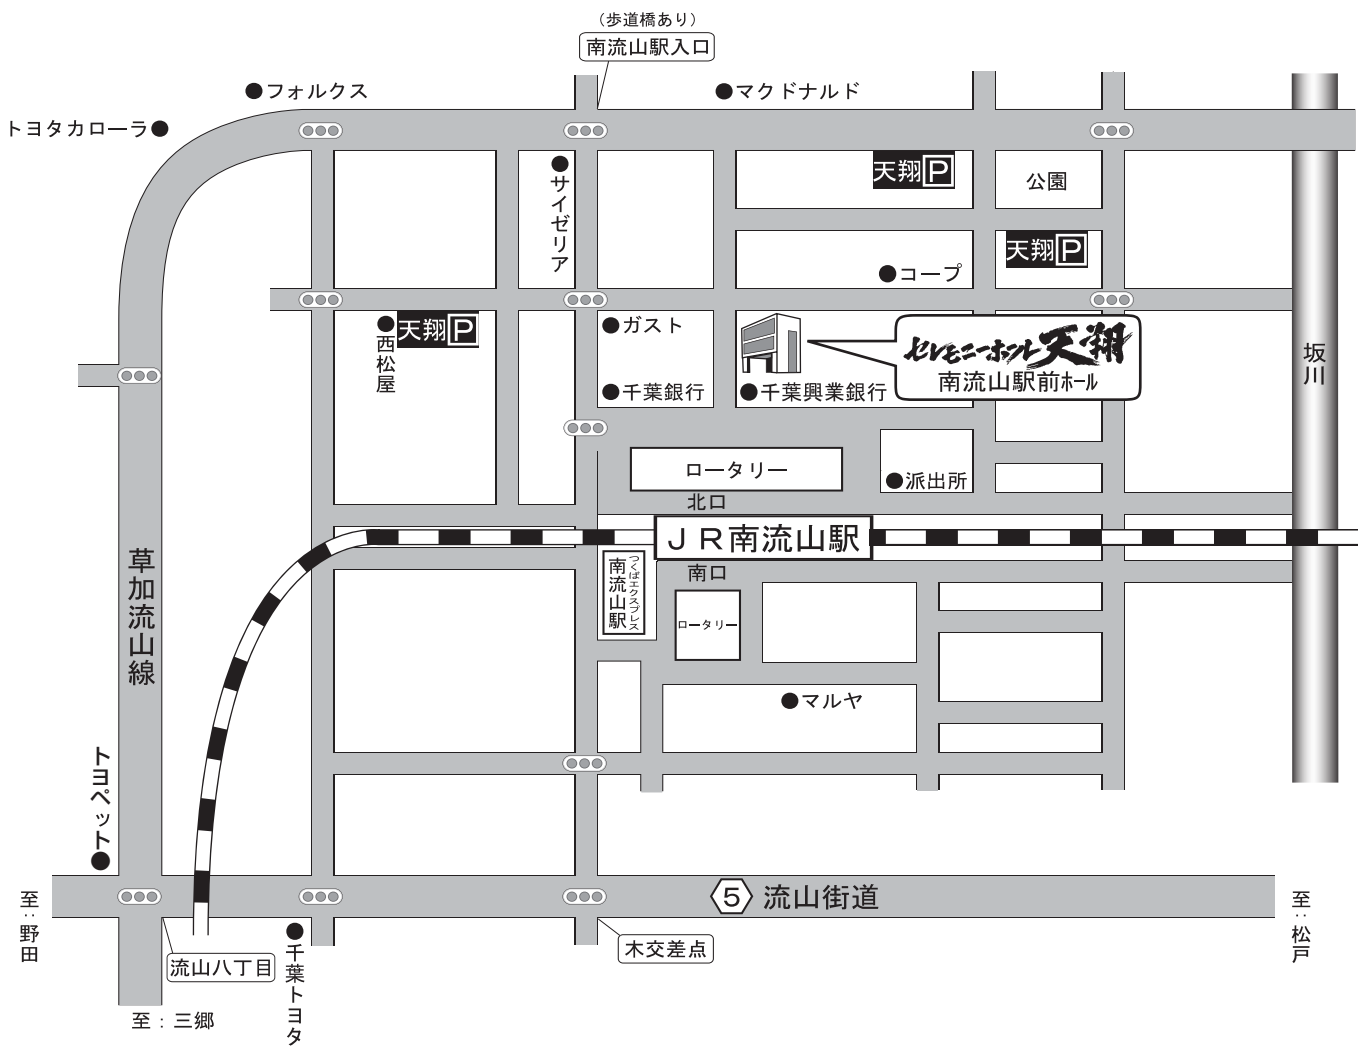 （歩道橋あり）
南流山駅入口
フォルクス
マクドナルド
トヨタカローラ
サイゼリア
天翔P
公園
天翔P
コープ
ガスト
西松屋
天翔P
セレモニーホール天翔
南流山駅前ﾎｰﾙ
坂川
千葉銀行
千葉興業銀行
ロータリー
派出所
北口
ＪＲ南流山駅
南口
つくばエクスプレス
南流山駅
ロータリー
草加流山線
マルヤ
トヨペット
5 流山街道
至：野田
至：松戸
木交差点
流山八丁目
千葉トヨタ
至：三郷